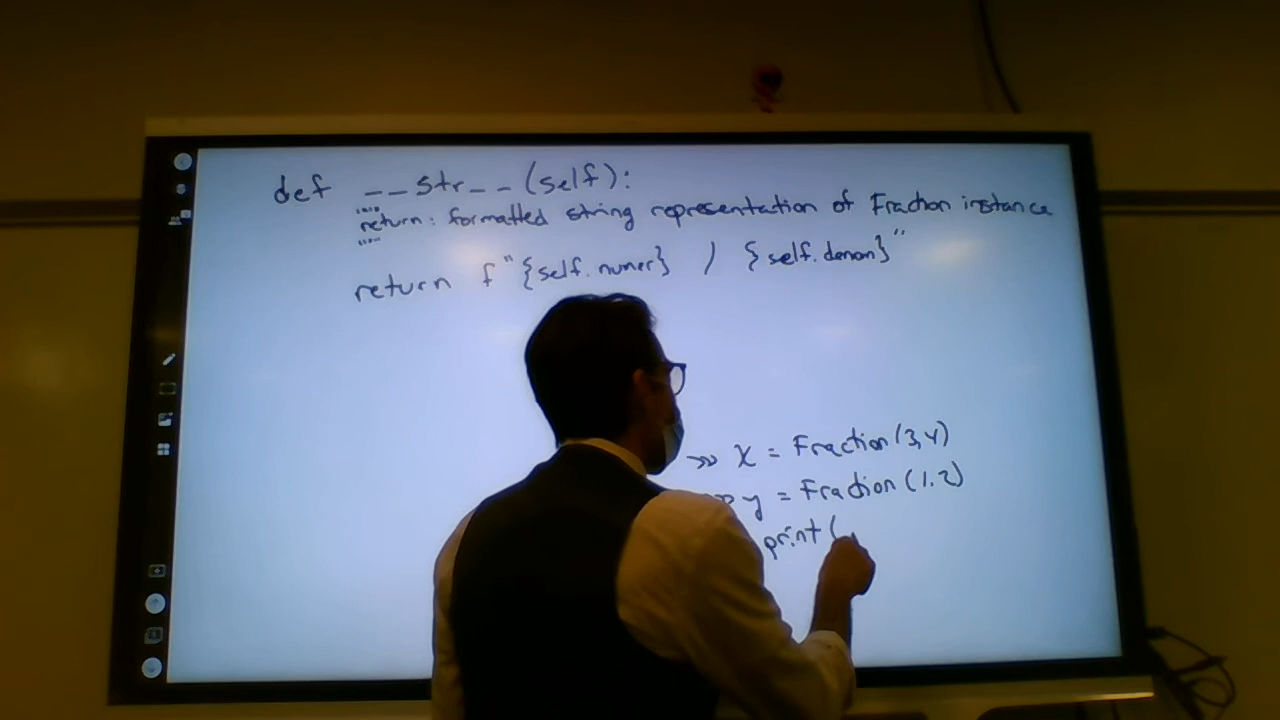 def __str__(self):
""""
return: formatted string representation of Fraction instance
""""
return f"{self.numer} / {self.denom}"
>>> x = Fraction(3,4)
>>> y = Fraction(1,2)
print(